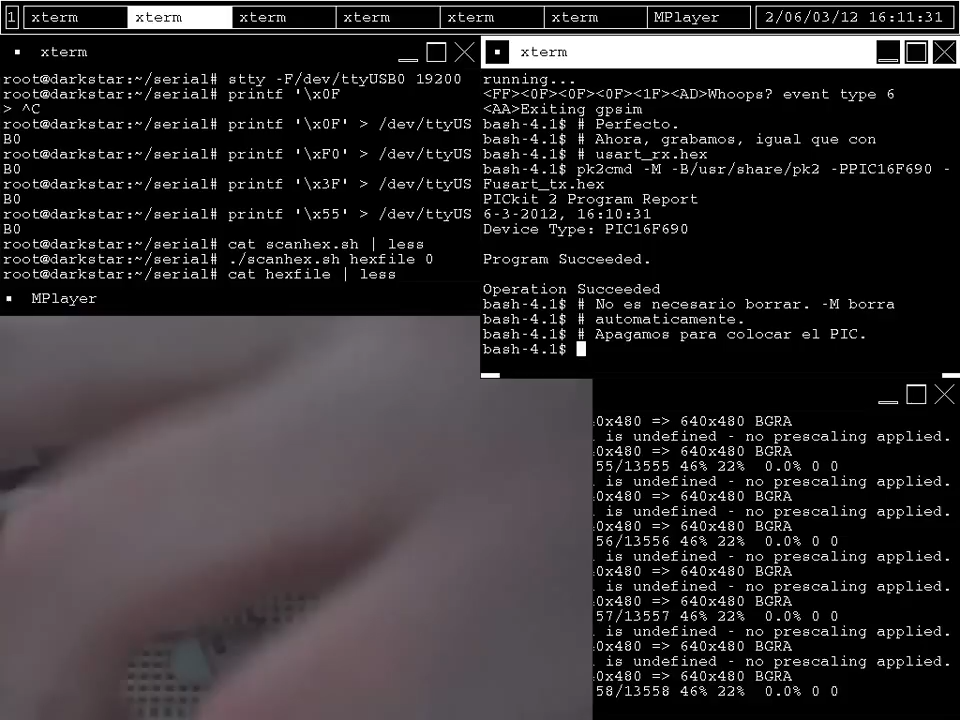 1 xterm xterm xterm xterm xterm xterm MPlayer 2/06/03/12 16:11:31
xterm
root@darkstar:~/serial# stty -F/dev/ttyUSB0 19200
root@darkstar:~/serial# printf '\x0F
> ^C
root@darkstar:~/serial# printf '\x0F' > /dev/ttyUS
B0
root@darkstar:~/serial# printf '\xF0' > /dev/ttyUS
B0
root@darkstar:~/serial# printf '\x3F' > /dev/ttyUS
B0
root@darkstar:~/serial# printf '\x55' > /dev/ttyUS
B0
root@darkstar:~/serial# cat scanhex.sh | less
root@darkstar:~/serial# ./scanhex.sh hexfile 0
root@darkstar:~/serial# cat hexfile | less
MPlayer
xterm
running...
<FF><0F><0F><0F><1F><AD>Whoops? event type 6
<AA>Exiting gpsim
bash-4.1$ # Perfecto.
bash-4.1$ # Ahora, grabamos, igual que con
bash-4.1$ # usart_rx.hex
bash-4.1$ pk2cmd -M -B/usr/share/pk2 -PPIC16F690 -
Fusart_tx.hex
PICkit 2 Program Report
6-3-2012, 16:10:31
Device Type: PIC16F690
Program Succeeded.
Operation Succeeded
bash-4.1$ # No es necesario borrar. -M borra
bash-4.1$ # automaticamente.
bash-4.1$ # Apagamos para colocar el PIC.
bash-4.1$
0x480 => 640x480 BGRA
l is undefined - no prescaling applied.
0x480 => 640x480 BGRA
55/13555 46% 22% 0.0% 0 0
l is undefined - no prescaling applied.
0x480 => 640x480 BGRA
l is undefined - no prescaling applied.
0x480 => 640x480 BGRA
56/13556 46% 22% 0.0% 0 0
l is undefined - no prescaling applied.
0x480 => 640x480 BGRA
l is undefined - no prescaling applied.
0x480 => 640x480 BGRA
57/13557 46% 22% 0.0% 0 0
l is undefined - no prescaling applied.
0x480 => 640x480 BGRA
l is undefined - no prescaling applied.
0x480 => 640x480 BGRA
58/13558 46% 22% 0.0% 0 0